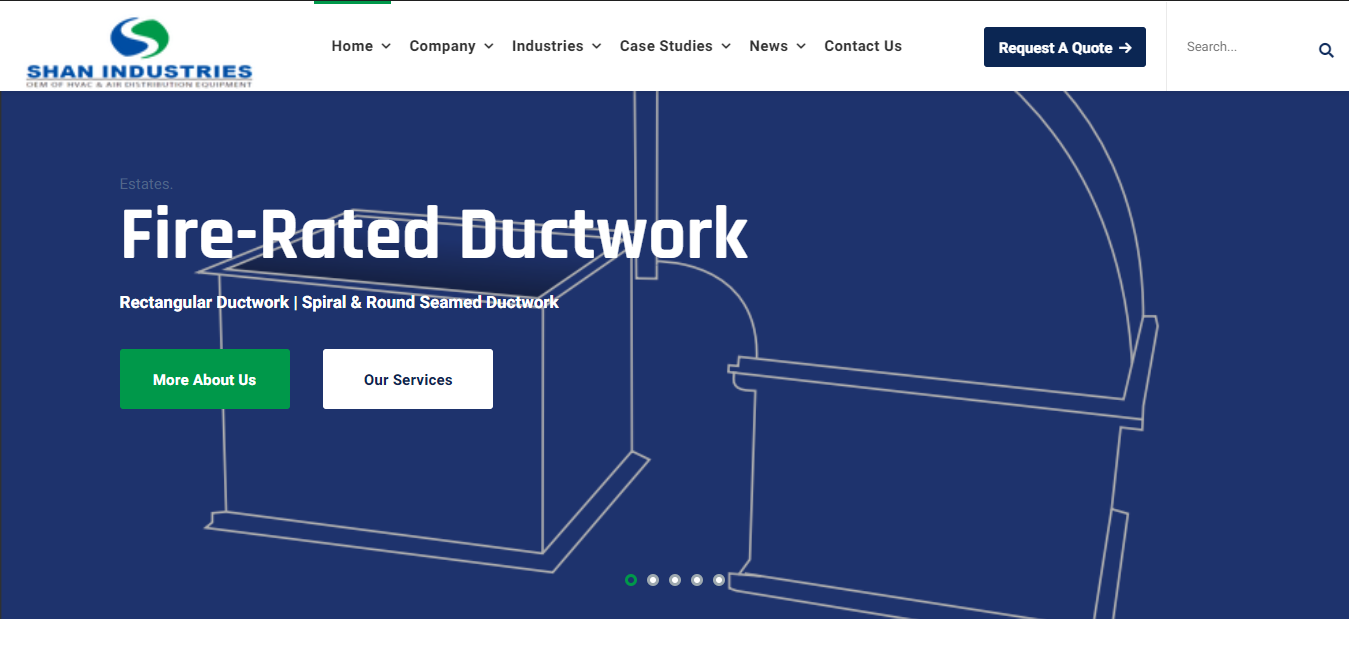 SHAN INDUSTRIES
OEM OF HVAC & AIR DISTRIBUTION EQUIPMENT
Home Company Industries Case Studies News Contact Us
Request A Quote
Search...
Estates.
Fire-Rated Ductwork
Rectangular Ductwork | Spiral & Round Seamed Ductwork
More About Us
Our Services